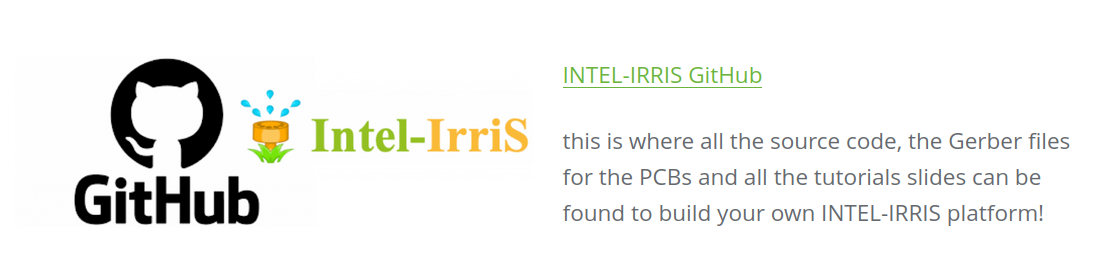 GitHub
Intel-IrriS
INTEL-IRRIS GitHub
this is where all the source code, the Gerber files
for the PCBs and all the tutorials slides can be
found to build your own INTEL-IRRIS platform!